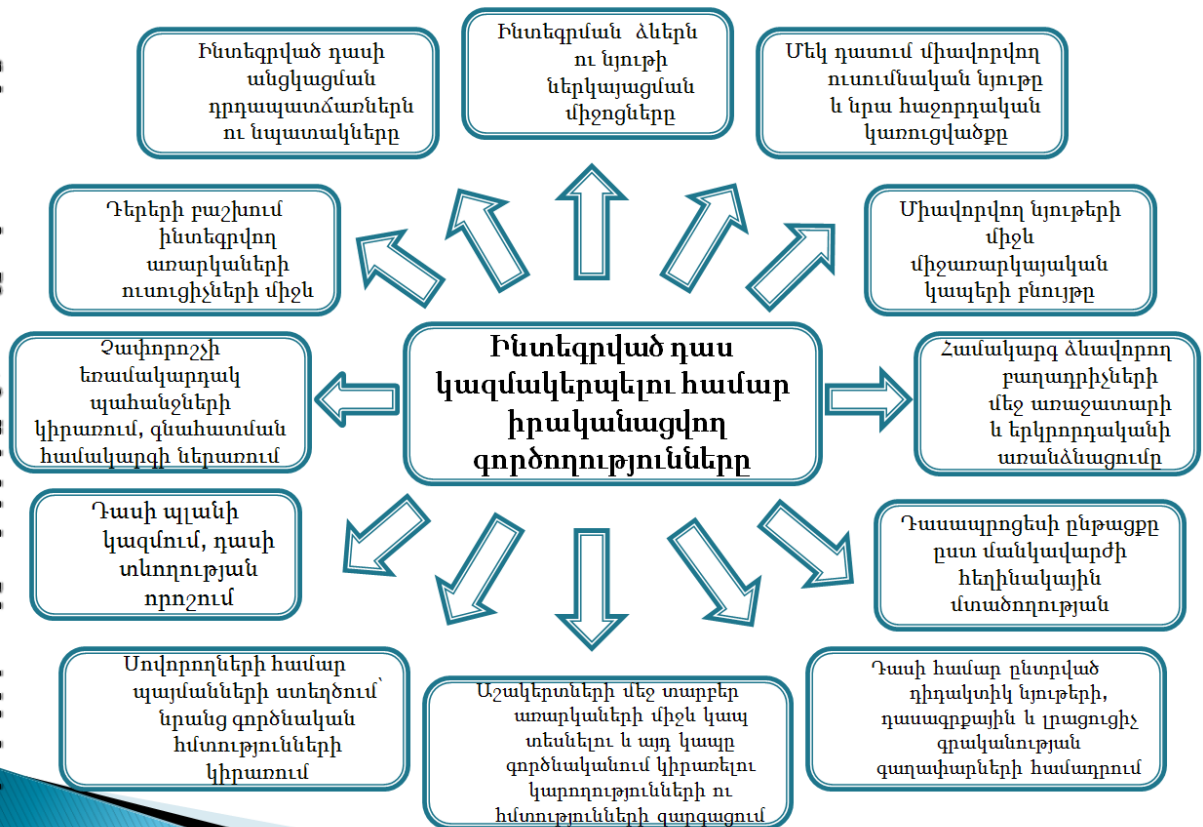 Ինտեգրված դասի
անցկացման
դրդապատճառներն
ու նպատակները
Ինտեգրման ձևերն
ու նյութի
ներկայացման
միջոցները
Մեկ դասում միավորվող
ուսումնական նյութը
և նրա հաջորդական
կառուցվածքը
Դերերի բաշխում
ինտեգրվող
առարկաների
ուսուցիչների միջև
Միավորվող նյութերի
միջև
միջառարկայական
կապերի բնույթը
Չափորոշչի
եռամակարդակ
պահանջների
կիրառում, գնահատման
համակարգի ներառում
Ինտեգրված դաս
կազմակերպելու համար
իրականացվող
գործողությունները
Համակարգ ձևավորող
բաղադրիչների
մեջ առաջատարի
և երկրորդականի
առանձնացումը
Դասի պլանի
կազմում, դասի
տևողության
որոշում
Դասապրոցեսի ընթացքը
ըստ մանկավարժի
հեղինակային
մտածողության
Սովորողների համար
պայմանների ստեղծում՝
նրանց գործնական
հմտությունների
կիրառում
Աշակերտների մեջ տարբեր
առարկաների միջև կապ
տեսնելու և այդ կապը
գործնականում կիրառելու
կարողությունների ու
հմտությունների զարգացում
Դասի համար ընտրված
դիդակտիկ նյութերի,
դասագրքային և լրացուցիչ
գրականության
գաղափարների համադրում